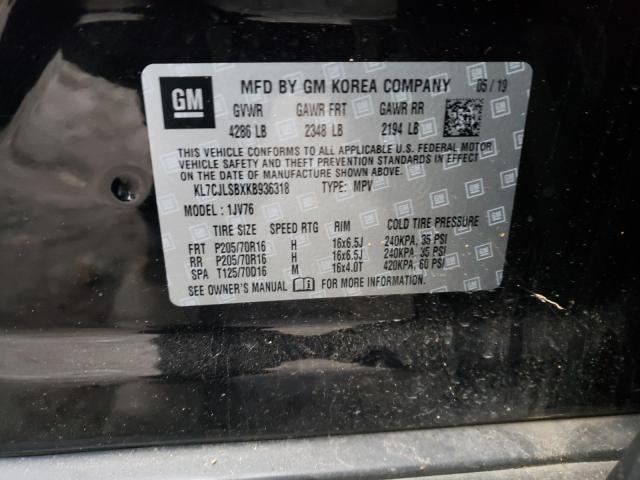 GM
MFD BY GM KOREA COMPANY 05/19
GVWR GAWR FRT GAWR RR
4286 LB 2348 LB 2194 LB
THIS VEHICLE CONFORMS TO ALL APPLICABLE U.S. FEDERAL MOTOR
VEHICLE SAFETY AND THEFT PREVENTION STANDARDS IN EFFECT ON
THE DATE OF MANUFACTURE SHOWN ABOVE.
KL7CJLSBXKB936318 TYPE: MPV
MODEL: 1JV76
TIRE SIZE SPEED RTG RIM COLD TIRE PRESSURE
FRT P205/70R16 H 16x6.5J 240KPA, 35 PSI
RR P205/70R16 H 16x6.5J 240KPA, 35 PSI
SPA T125/70D16 M 16x4.0T 420KPA, 60 PSI
SEE OWNER'S MANUAL FOR MORE INFORMATION.